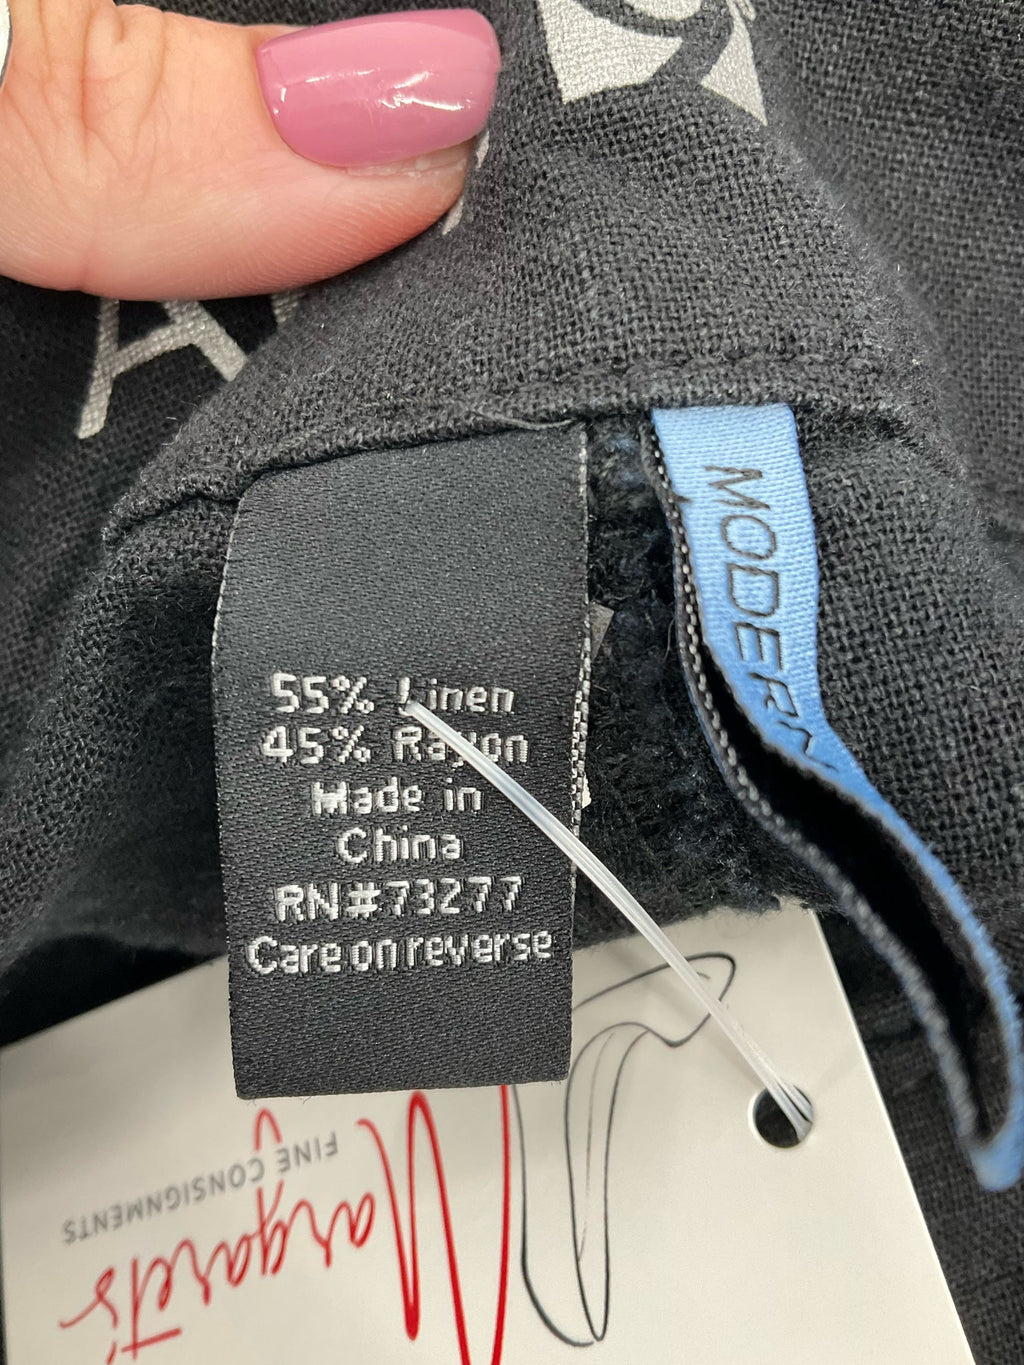 MODERN
55% Linen
45% Rayon
Made in
China
RN#73277
Care on reverse
Margaret's
FINE CONSIGNMENTS